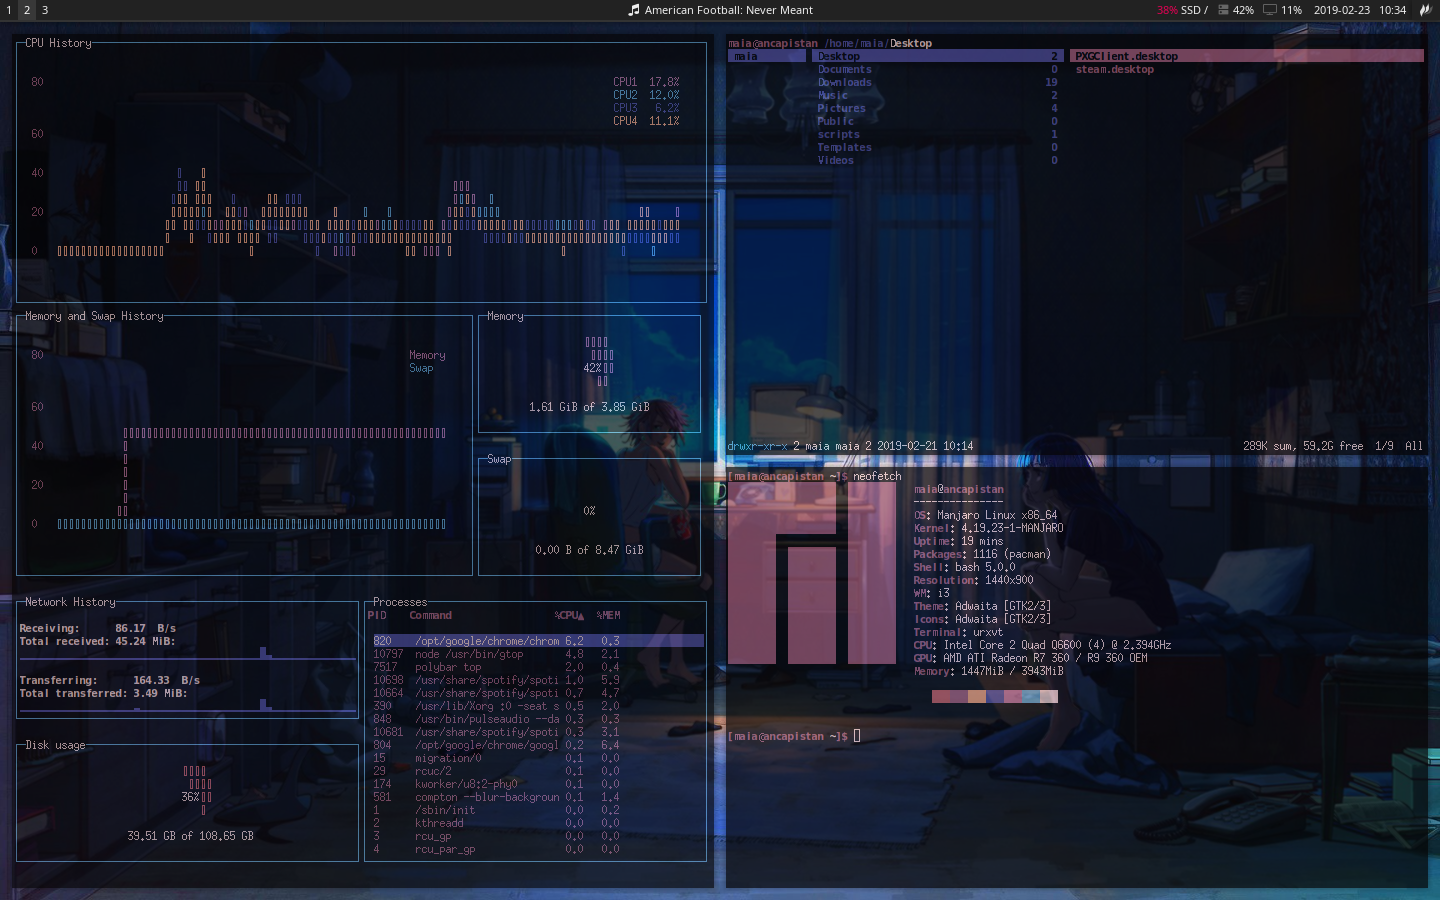 1 2 3
American Football: Never Meant
38% SSD / 42% 11% 2019-02-23 10:34
CPU History
80
60
40
20
0
CPU1 17.8%
CPU2 12.0%
CPU3 6.2%
CPU4 11.1%
Memory and Swap History
80
60
40
20
0
Memory
Swap
Memory
42%
1.61 GiB of 3.85 GiB
Swap
0%
0.00 B of 8.47 GiB
Network History
Receiving: 86.17 B/s
Total received: 45.24 MiB:
Transferring: 164.33 B/s
Total transferred: 3.49 MiB:
Disk usage
36%
39.51 GB of 108.65 GB
Processes
PID Command %CPU▲ %MEM
820 /opt/google/chrome/chrom 6.2 0.3
10797 node /usr/bin/gtop 4.8 2.1
7517 polybar top 2.0 0.4
10698 /usr/share/spotify/spoti 1.0 5.9
10664 /usr/share/spotify/spoti 0.7 4.7
390 /usr/lib/Xorg :0 -seat s 0.5 2.0
848 /usr/bin/pulseaudio --da 0.3 0.3
10681 /usr/share/spotify/spoti 0.3 3.1
804 /opt/google/chrome/googl 0.2 6.4
15 migration/0 0.1 0.0
29 rcuc/2 0.1 0.0
174 kworker/u8:2-phy0 0.1 0.0
581 compton --blur-backgroun 0.1 1.4
1 /sbin/init 0.0 0.2
2 kthreadd 0.0 0.0
3 rcu_gp 0.0 0.0
4 rcu_par_gp 0.0 0.0
maia@ancapistan /home/maia/Desktop
maia Desktop 2 PXGClient.desktop
Documents 0 steam.desktop
Downloads 19
Music 2
Pictures 4
Public 0
scripts 1
Templates 0
Videos 0
drwxr-xr-x 2 maia maia 2 2019-02-21 10:14 289K sum, 59.2G free 1/9 All
[maia@ancapistan ~]$ neofetch
maia@ancapistan
---------------
OS: Manjaro Linux x86_64
Kernel: 4.19.23-1-MANJARO
Uptime: 19 mins
Packages: 1116 (pacman)
Shell: bash 5.0.0
Resolution: 1440x900
WM: i3
Theme: Adwaita [GTK2/3]
Icons: Adwaita [GTK2/3]
Terminal: urxvt
CPU: Intel Core 2 Quad Q6600 (4) @ 2.394GHz
GPU: AMD ATI Radeon R7 360 / R9 360 OEM
Memory: 1447MiB / 3943MiB
[maia@ancapistan ~]$